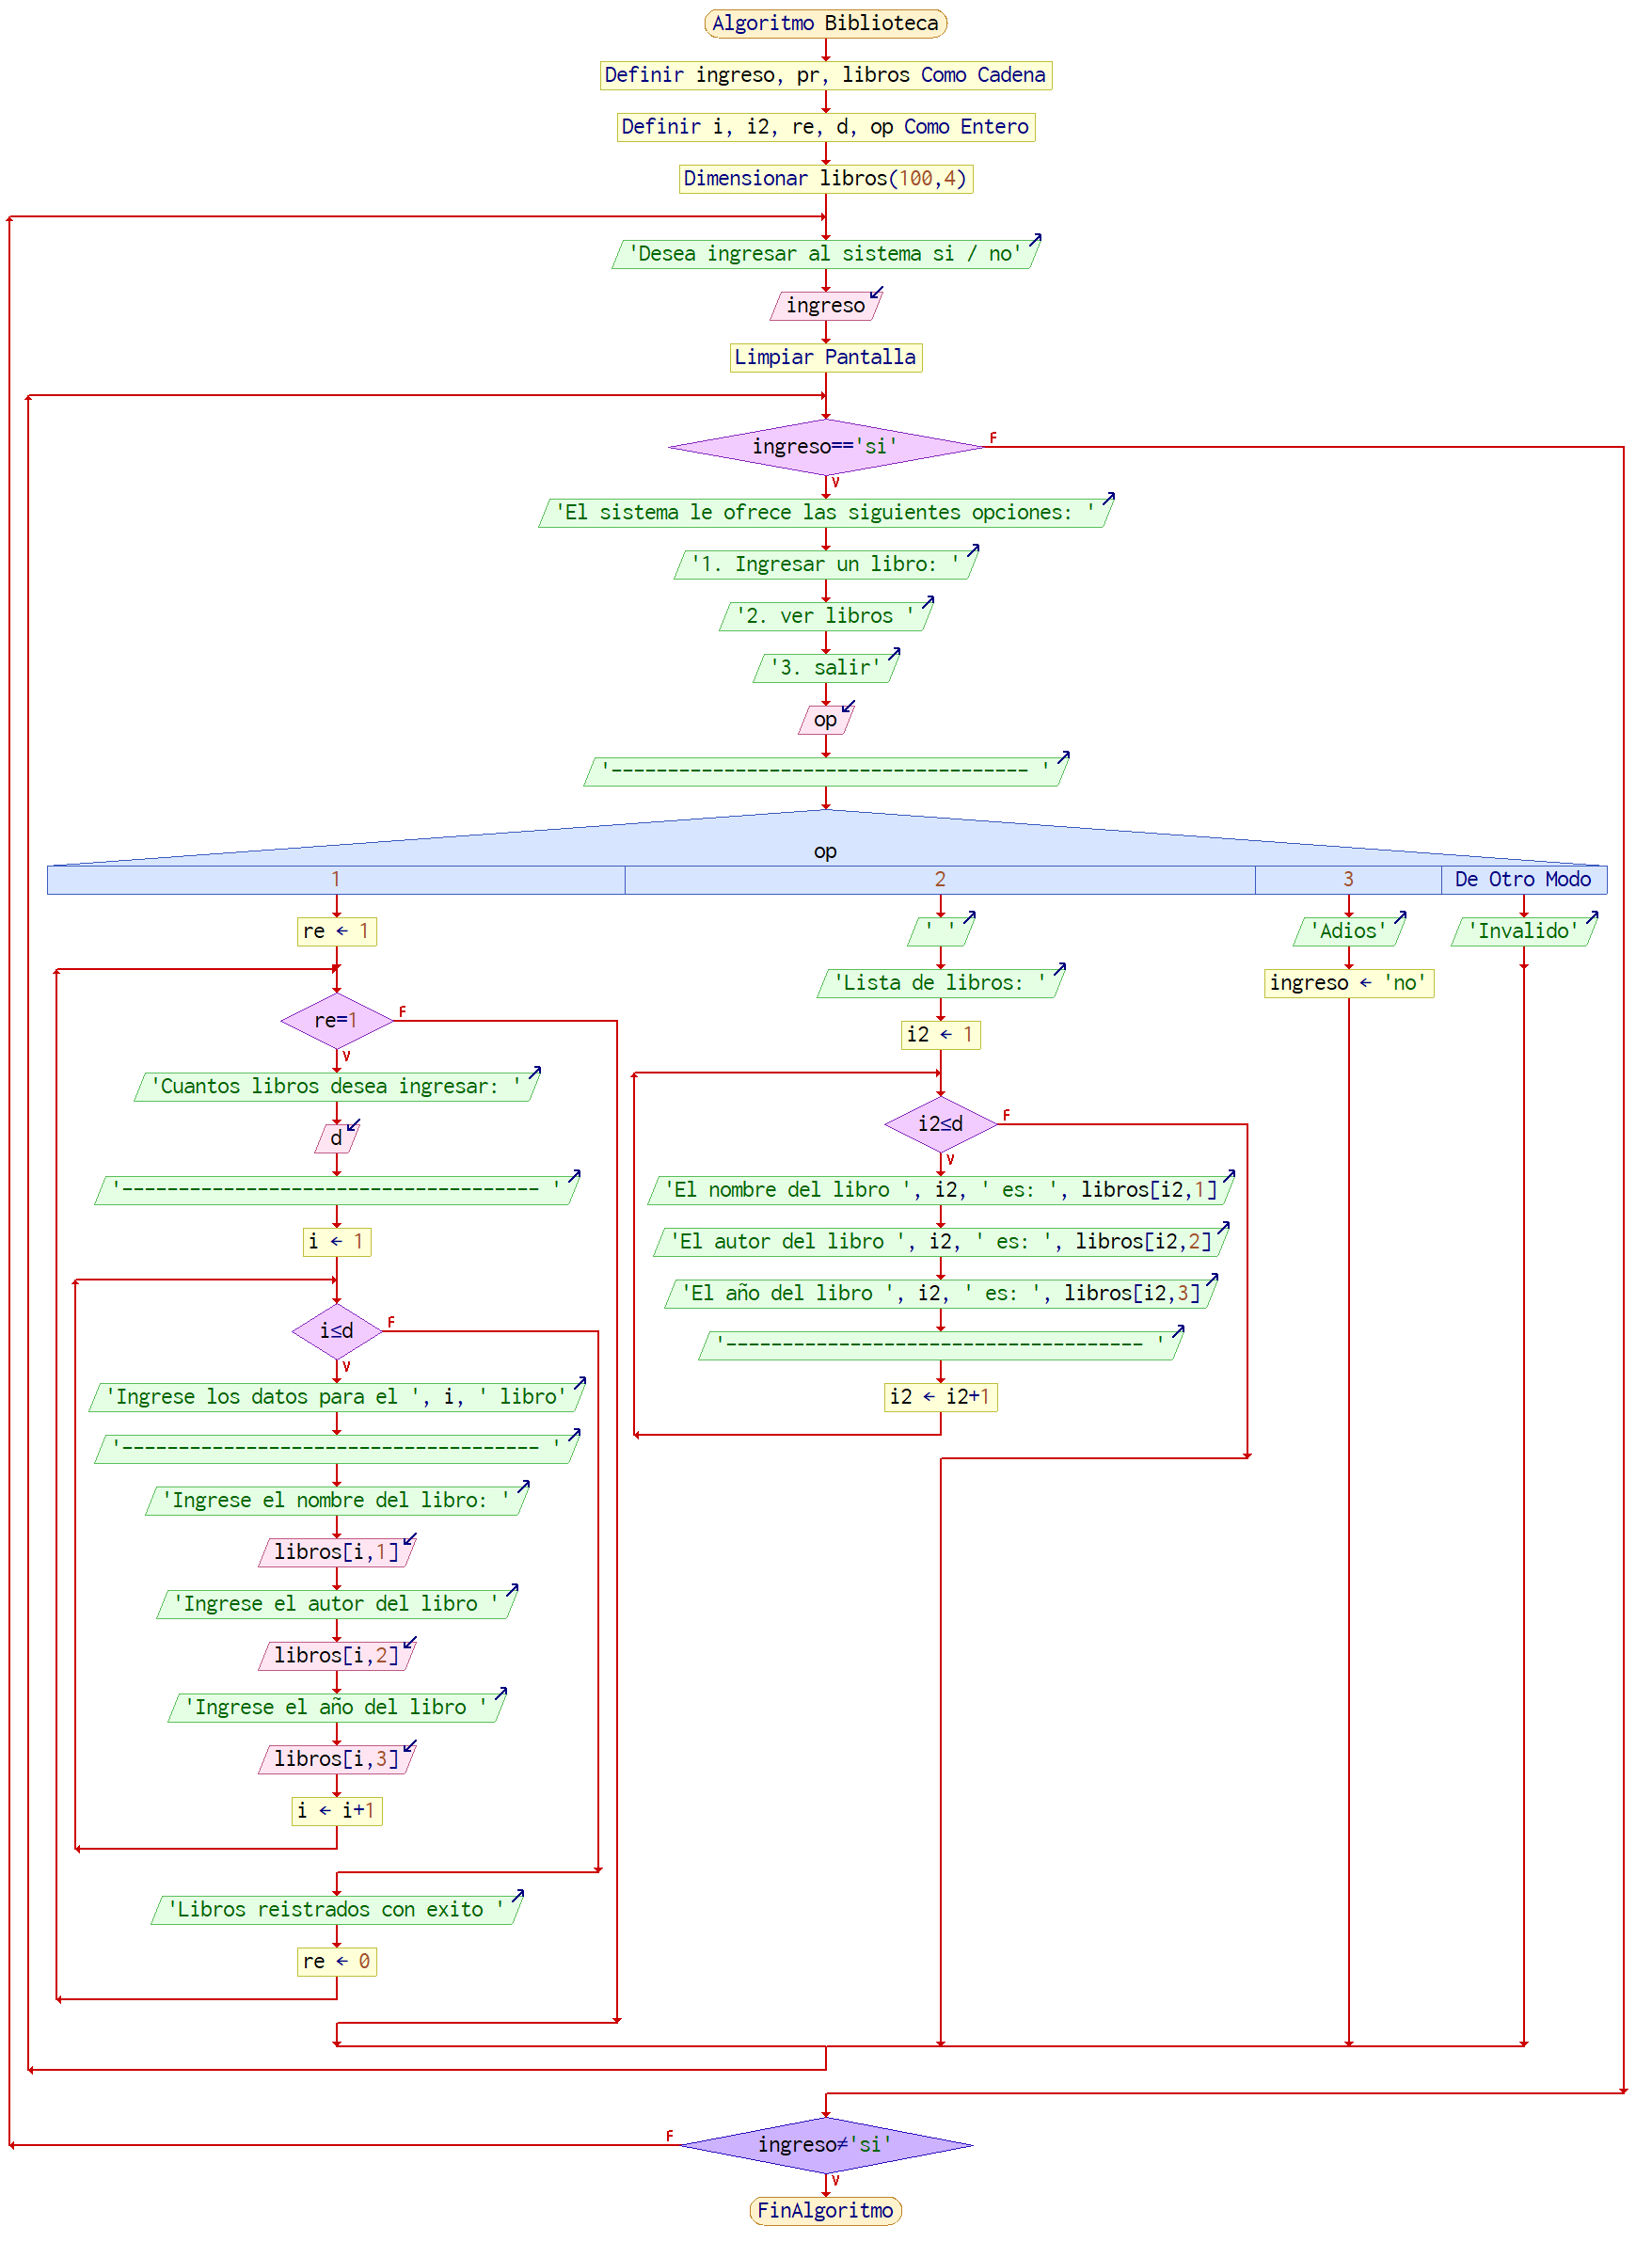 Algoritmo Biblioteca
Definir ingreso, pr, libros Como Cadena
Definir i, i2, re, d, op Como Entero
Dimensionar libros(100,4)
'Desea ingresar al sistema si / no'
ingreso
Limpiar Pantalla
ingreso=='si'
F
V
'El sistema le ofrece las siguientes opciones: '
'1. Ingresar un libro: '
'2. ver libros '
'3. salir'
op
'------------------------------------- '
op
1
2
3
De Otro Modo
re ← 1
re=1
F
V
'Cuantos libros desea ingresar: '
d
'------------------------------------- '
i ← 1
i≤d
F
V
'Ingrese los datos para el ', i, ' libro'
'------------------------------------- '
'Ingrese el nombre del libro: '
libros[i,1]
'Ingrese el autor del libro '
libros[i,2]
'Ingrese el año del libro '
libros[i,3]
i ← i+1
'Libros reistrados con exito '
re ← 0
' '
'Lista de libros: '
i2 ← 1
i2≤d
F
V
'El nombre del libro ', i2, ' es: ', libros[i2,1]
'El autor del libro ', i2, ' es: ', libros[i2,2]
'El año del libro ', i2, ' es: ', libros[i2,3]
'------------------------------------- '
i2 ← i2+1
'Adios'
ingreso ← 'no'
'Invalido'
ingreso≠'si'
F
V
FinAlgoritmo